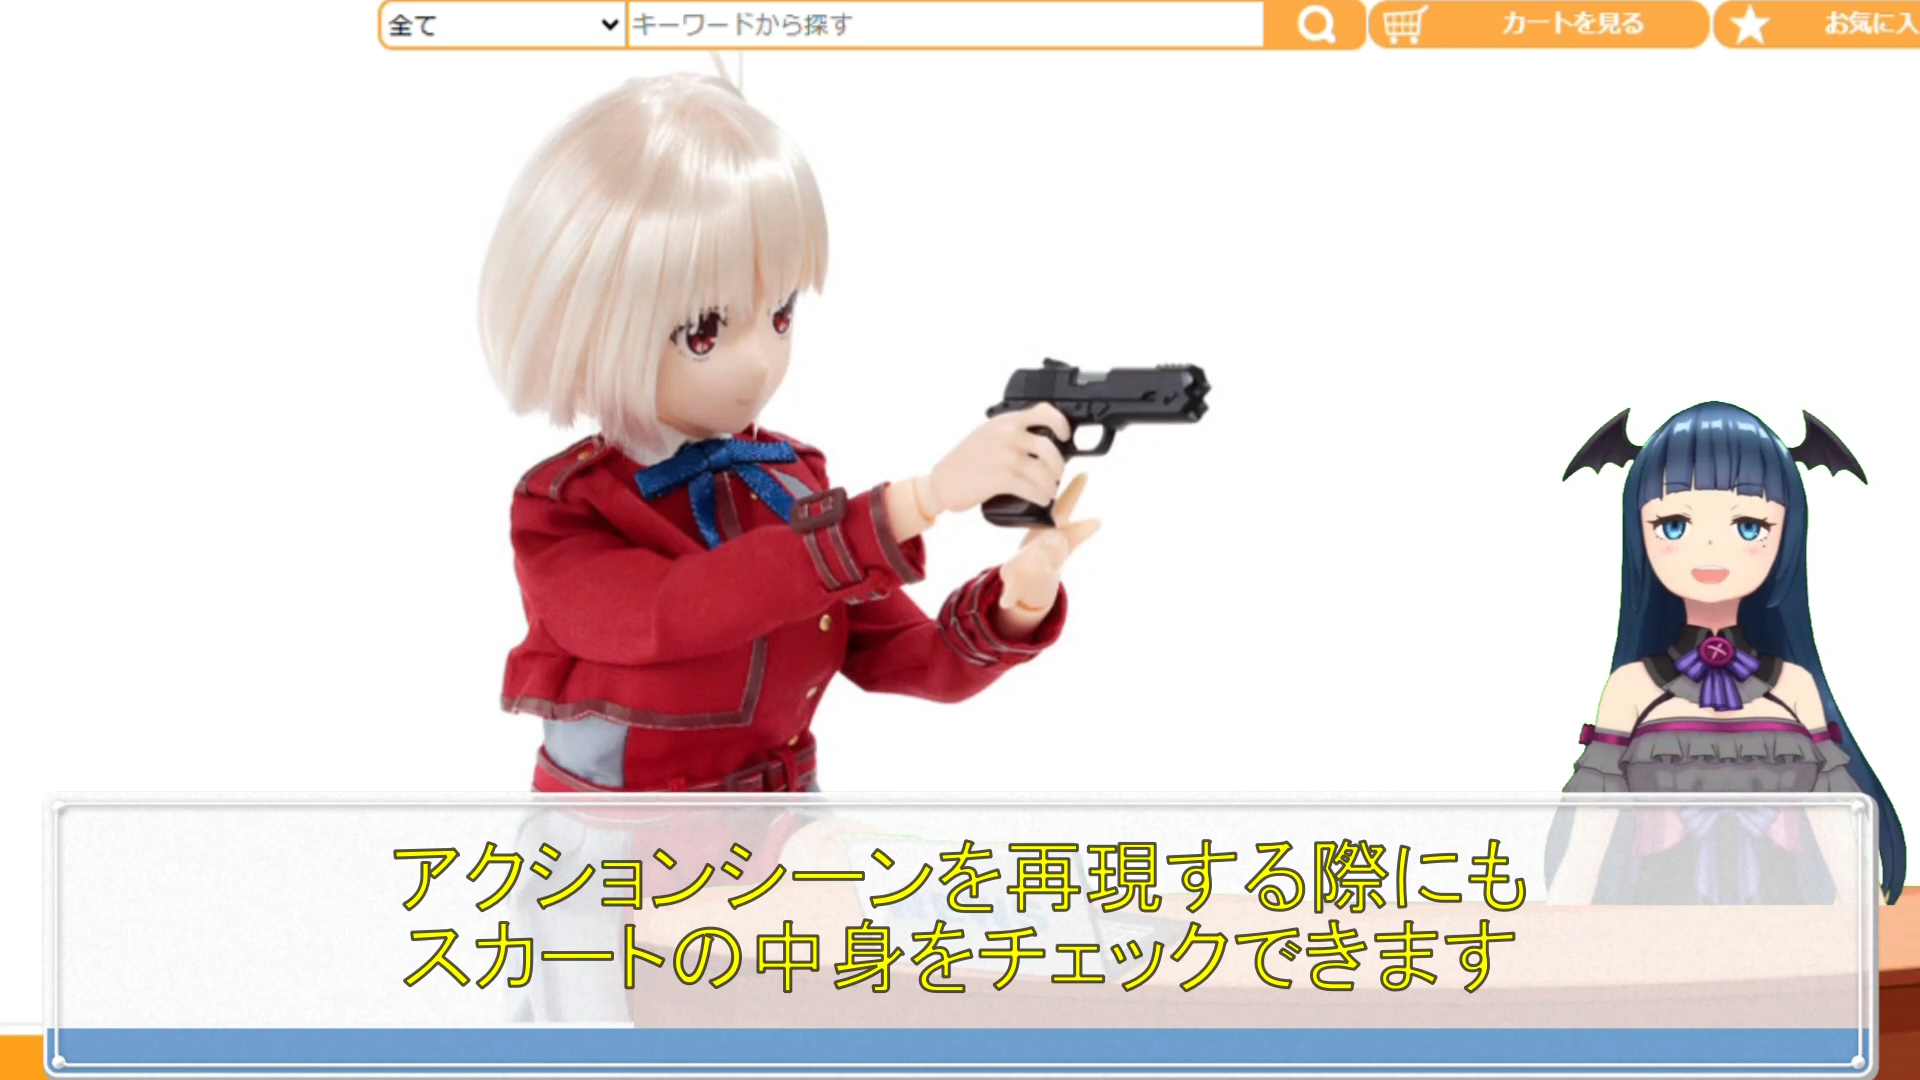 全て
キーワードから探す
カートを見る
お気に入
アクションシーンを再現する際にも
スカートの中身をチェックできます